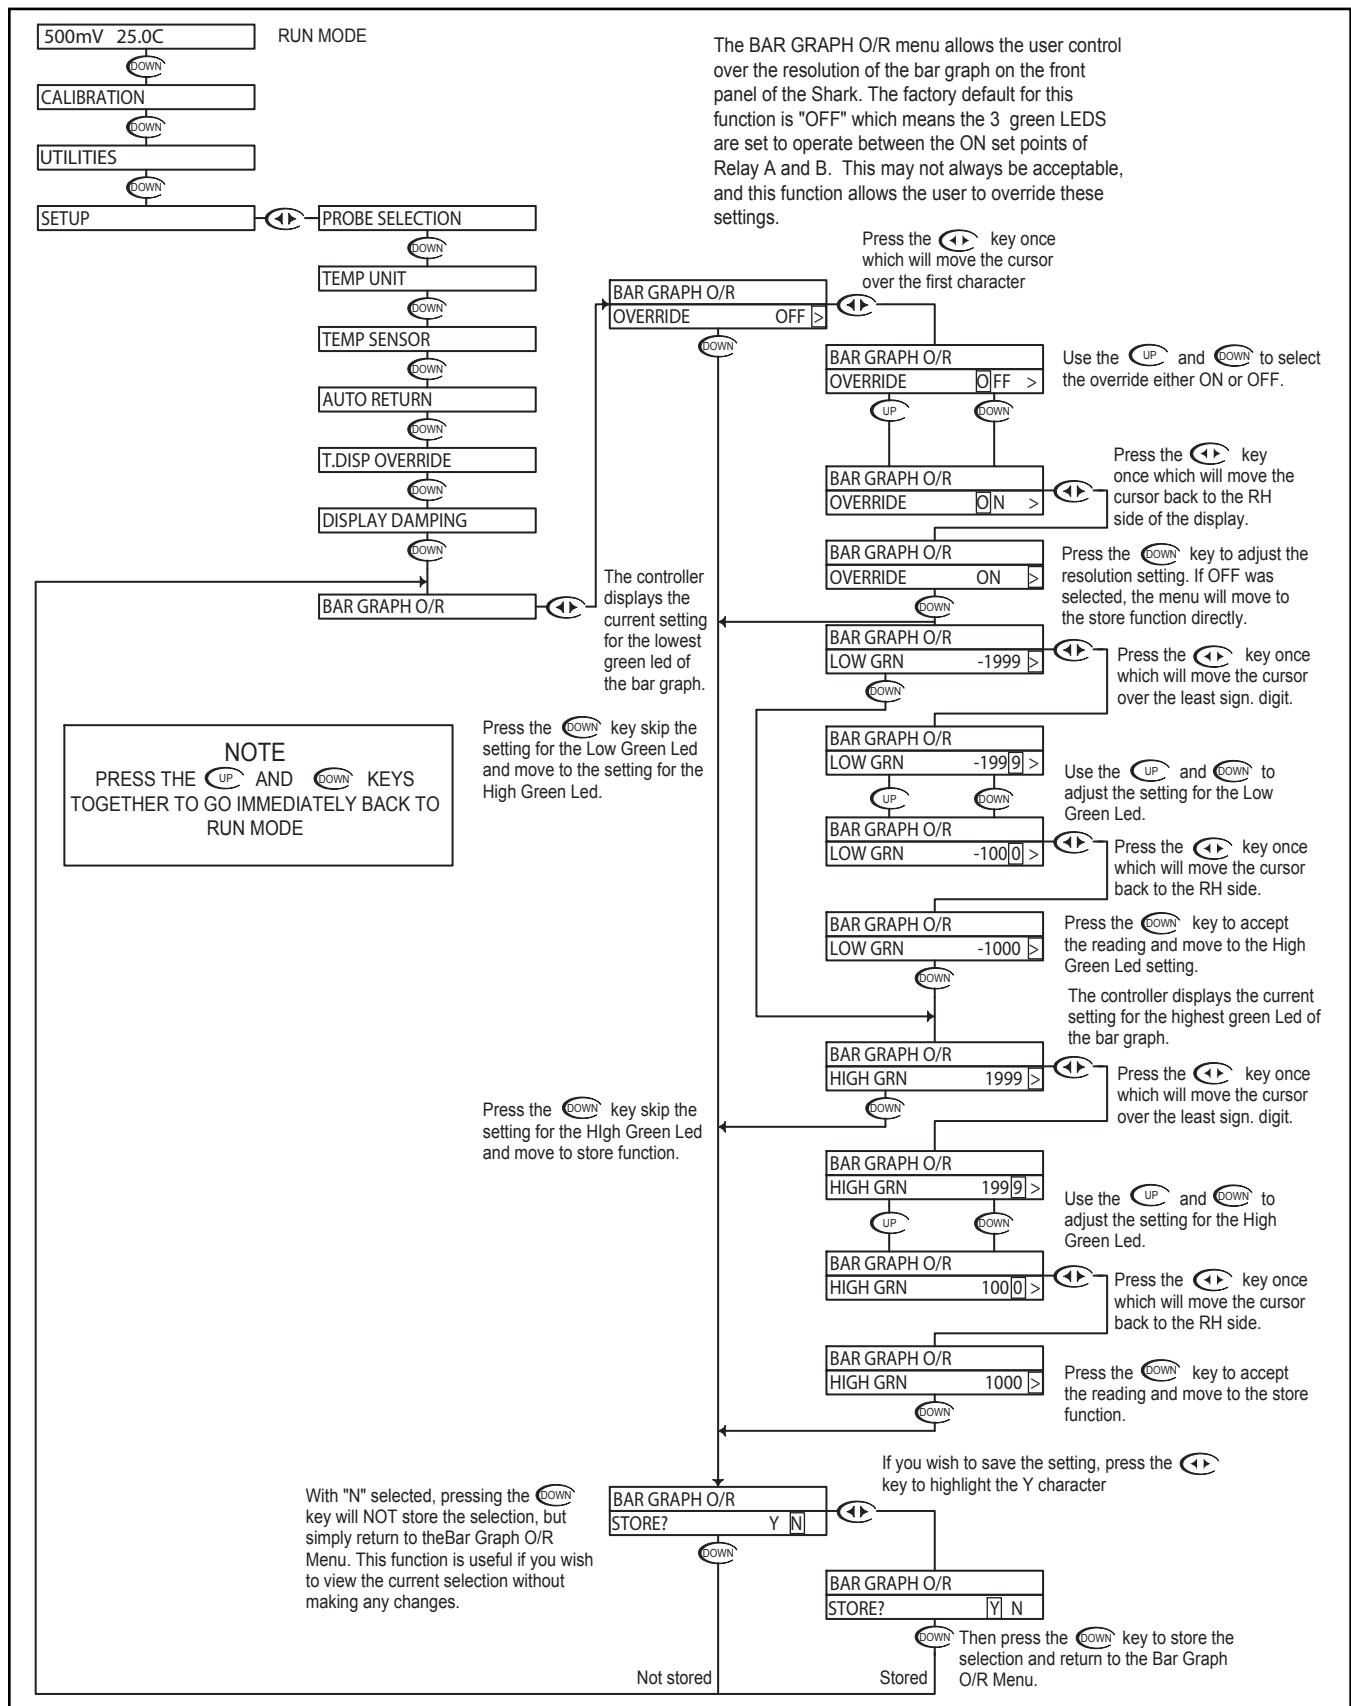 500mV 25.0C
RUN MODE
DOWN
CALIBRATION
DOWN
UTILITIES
DOWN
SETUP
PROBE SELECTION
DOWN
TEMP UNIT
DOWN
TEMP SENSOR
DOWN
AUTO RETURN
DOWN
T.DISP OVERRIDE
DOWN
DISPLAY DAMPING
DOWN
BAR GRAPH O/R
The BAR GRAPH O/R menu allows the user control
over the resolution of the bar graph on the front
panel of the Shark. The factory default for this
function is "OFF" which means the 3 green LEDS
are set to operate between the ON set points of
Relay A and B. This may not always be acceptable,
and this function allows the user to override these
settings.
Press the key once
which will move the cursor
over the first character
BAR GRAPH O/R
OVERRIDE OFF >
DOWN
BAR GRAPH O/R
OVERRIDE OFF >
UP DOWN
Use the UP and DOWN to select
the override either ON or OFF.
BAR GRAPH O/R
OVERRIDE ON >
Press the key
once which will move the
cursor back to the RH
side of the display.
BAR GRAPH O/R
OVERRIDE ON >
DOWN
Press the DOWN key to adjust the
resolution setting. If OFF was
selected, the menu will move to
the store function directly.
The controller
displays the
current setting
for the lowest
green led of
the bar graph.
BAR GRAPH O/R
LOW GRN -1999 >
DOWN
Press the key once
which will move the cursor
over the least sign. digit.
Press the DOWN key skip the
setting for the Low Green Led
and move to the setting for the
High Green Led.
NOTE
PRESS THE UP AND DOWN KEYS
TOGETHER TO GO IMMEDIATELY BACK TO
RUN MODE
BAR GRAPH O/R
LOW GRN -1999 >
UP DOWN
Use the UP and DOWN to
adjust the setting for the Low
Green Led.
BAR GRAPH O/R
LOW GRN -1000 >
Press the key once
which will move the cursor
back to the RH side.
BAR GRAPH O/R
LOW GRN -1000 >
DOWN
Press the DOWN key to accept
the reading and move to the High
Green Led setting.
The controller displays the current
setting for the highest green Led of
the bar graph.
BAR GRAPH O/R
HIGH GRN 1999 >
DOWN
Press the key once
which will move the cursor
over the least sign. digit.
Press the DOWN key skip the
setting for the HIgh Green Led
and move to store function.
BAR GRAPH O/R
HIGH GRN 1999 >
UP DOWN
Use the UP and DOWN to
adjust the setting for the High
Green Led.
BAR GRAPH O/R
HIGH GRN 1000 >
Press the key once
which will move the cursor
back to the RH side.
BAR GRAPH O/R
HIGH GRN 1000 >
DOWN
Press the DOWN key to accept
the reading and move to the store
function.
If you wish to save the setting, press the
key to highlight the Y character
With "N" selected, pressing the DOWN
key will NOT store the selection, but
simply return to theBar Graph O/R
Menu. This function is useful if you wish
to view the current selection without
making any changes.
BAR GRAPH O/R
STORE? Y N
DOWN
BAR GRAPH O/R
STORE? Y N
DOWN
Then press the DOWN key to store the
selection and return to the Bar Graph
O/R Menu.
Not stored
Stored